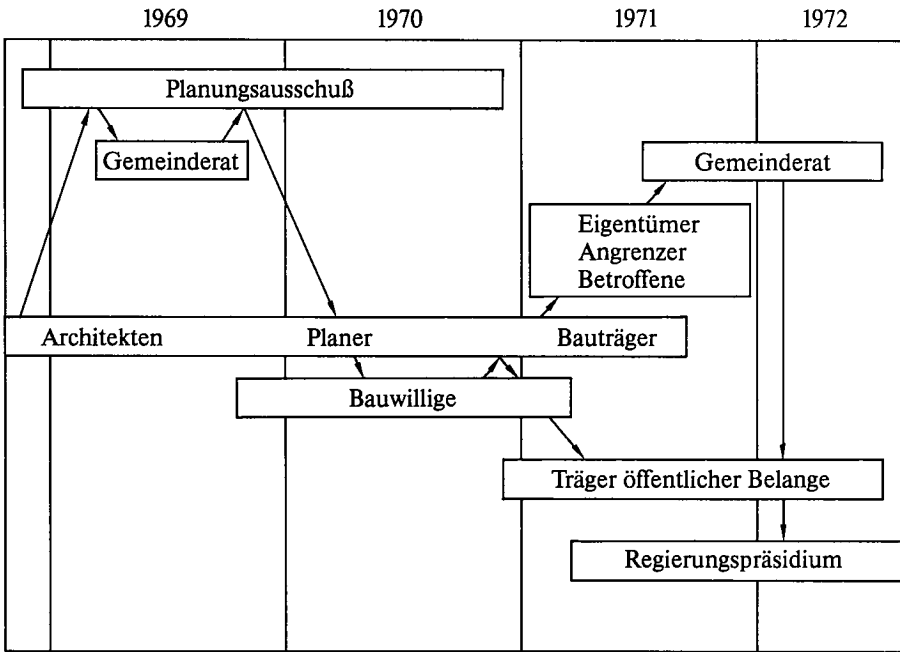 1969 1970 1971 1972
Planungsausschuß
Gemeinderat
Gemeinderat
Eigentümer
Angrenzer
Betroffene
Architekten Planer Bauträger
Bauwillige
Träger öffentlicher Belange
Regierungspräsidium